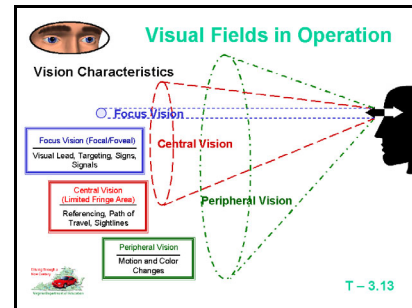 Visual Fields in Operation
Vision Characteristics
Focus Vision
Focus Vision (Focal/Foveal)
Visual Lead, Targeting, Signs,
Signals
Central Vision
Central Vision
(Limited Fringe Area)
Referencing, Path of
Travel, Sightlines
Peripheral Vision
Peripheral Vision
Motion and Color
Changes
T – 3.13